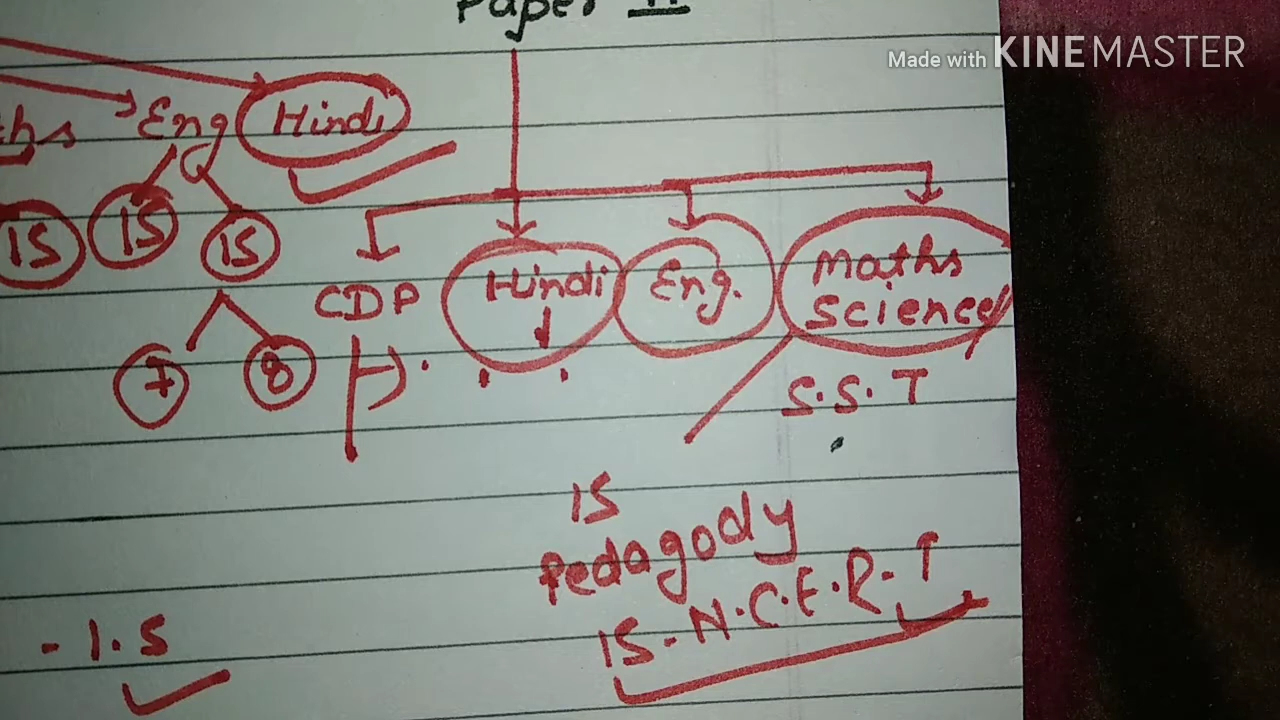 Paper II
Made with KINEMASTER
ths Eng Hindi
15 15 15
7 8
CDP Hindi Eng. Maths
Science
S.S.T
15
Pedagody
15-N.C.E.R.T
- 1.5